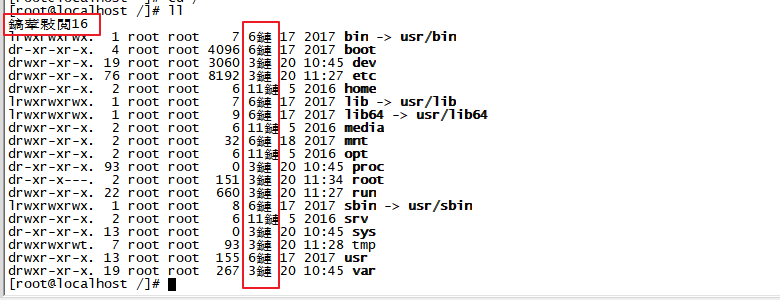 [root@localhost /]# ll
鎬荤敤閲16
lrwxrwxrwx. 1 root root 7 6鏈 17 2017 bin -> usr/bin
dr-xr-xr-x. 4 root root 4096 6鏈 17 2017 boot
drwxr-xr-x. 19 root root 3060 3鏈 20 10:45 dev
drwxr-xr-x. 76 root root 8192 3鏈 20 11:27 etc
drwxr-xr-x. 2 root root 6 11鏈 5 2016 home
lrwxrwxrwx. 1 root root 7 6鏈 17 2017 lib -> usr/lib
lrwxrwxrwx. 1 root root 9 6鏈 17 2017 lib64 -> usr/lib64
drwxr-xr-x. 2 root root 6 11鏈 5 2016 media
drwxr-xr-x. 2 root root 32 6鏈 18 2017 mnt
drwxr-xr-x. 2 root root 6 11鏈 5 2016 opt
dr-xr-xr-x. 93 root root 0 3鏈 20 10:45 proc
dr-xr-x---. 2 root root 151 3鏈 20 11:34 root
drwxr-xr-x. 22 root root 660 3鏈 20 11:27 run
lrwxrwxrwx. 1 root root 8 6鏈 17 2017 sbin -> usr/sbin
drwxr-xr-x. 2 root root 6 11鏈 5 2016 srv
dr-xr-xr-x. 13 root root 0 3鏈 20 10:45 sys
drwxrwxrwt. 7 root root 93 3鏈 20 11:28 tmp
drwxr-xr-x. 13 root root 155 6鏈 17 2017 usr
drwxr-xr-x. 19 root root 267 3鏈 20 10:45 var
[root@localhost /]#